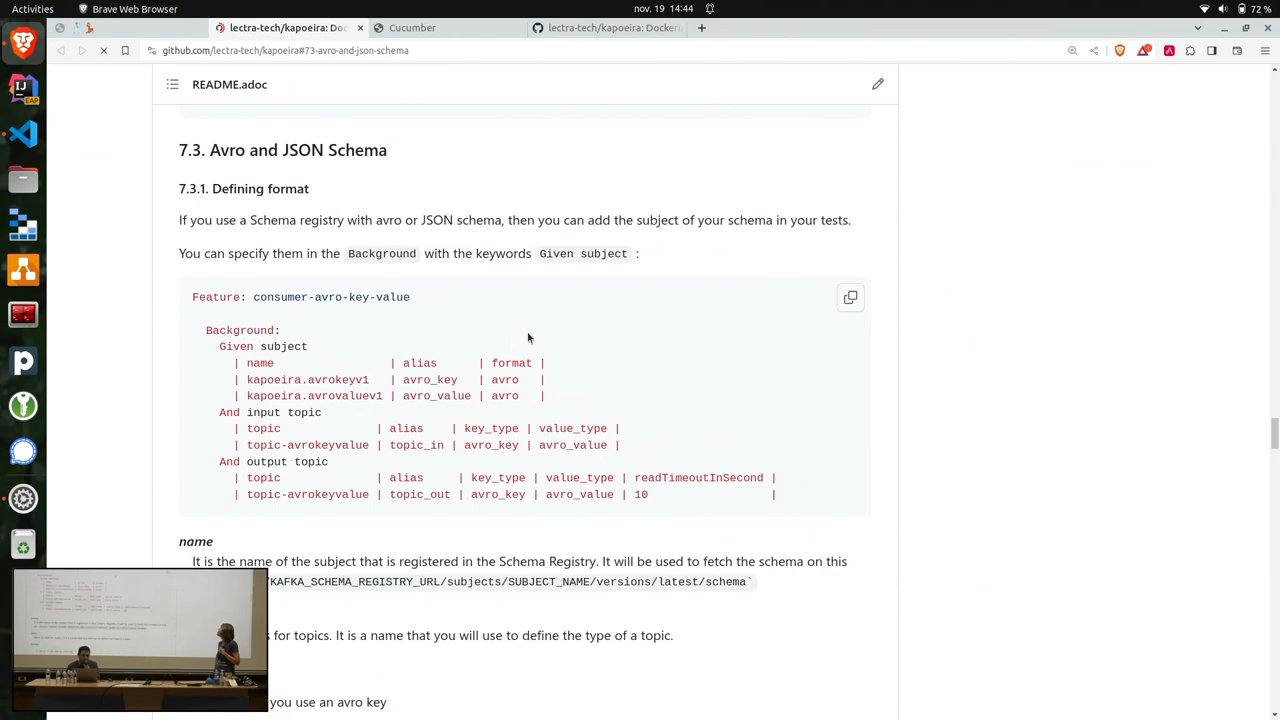 Activities
Brave Web Browser
nov. 19 14:44
72 %
lectra-tech/kapoeira: Doc
Cucumber
lectra-tech/kapoeira: Dockeri
github.com/lectra-tech/kapoeira#73-avro-and-json-schema
README.adoc
7.3. Avro and JSON Schema
7.3.1. Defining format
If you use a Schema registry with avro or JSON schema, then you can add the subject of your schema in your tests.
You can specify them in the Background with the keywords Given subject :
Feature: consumer-avro-key-value
Background:
Given subject
| name | alias | format |
| kapoeira.avrokeyv1 | avro_key | avro |
| kapoeira.avrovaluev1 | avro_value | avro |
And input topic
| topic | alias | key_type | value_type |
| topic-avrokeyvalue | topic_in | avro_key | avro_value |
And output topic
| topic | alias | key_type | value_type | readTimeoutInSecond |
| topic-avrokeyvalue | topic_out | avro_key | avro_value | 10 |
name
It is the name of the subject that is registered in the Schema Registry. It will be used to fetch the schema on this
KAFKA_SCHEMA_REGISTRY_URL/subjects/SUBJECT_NAME/versions/latest/schema
s for topics. It is a name that you will use to define the type of a topic.
you use an avro key